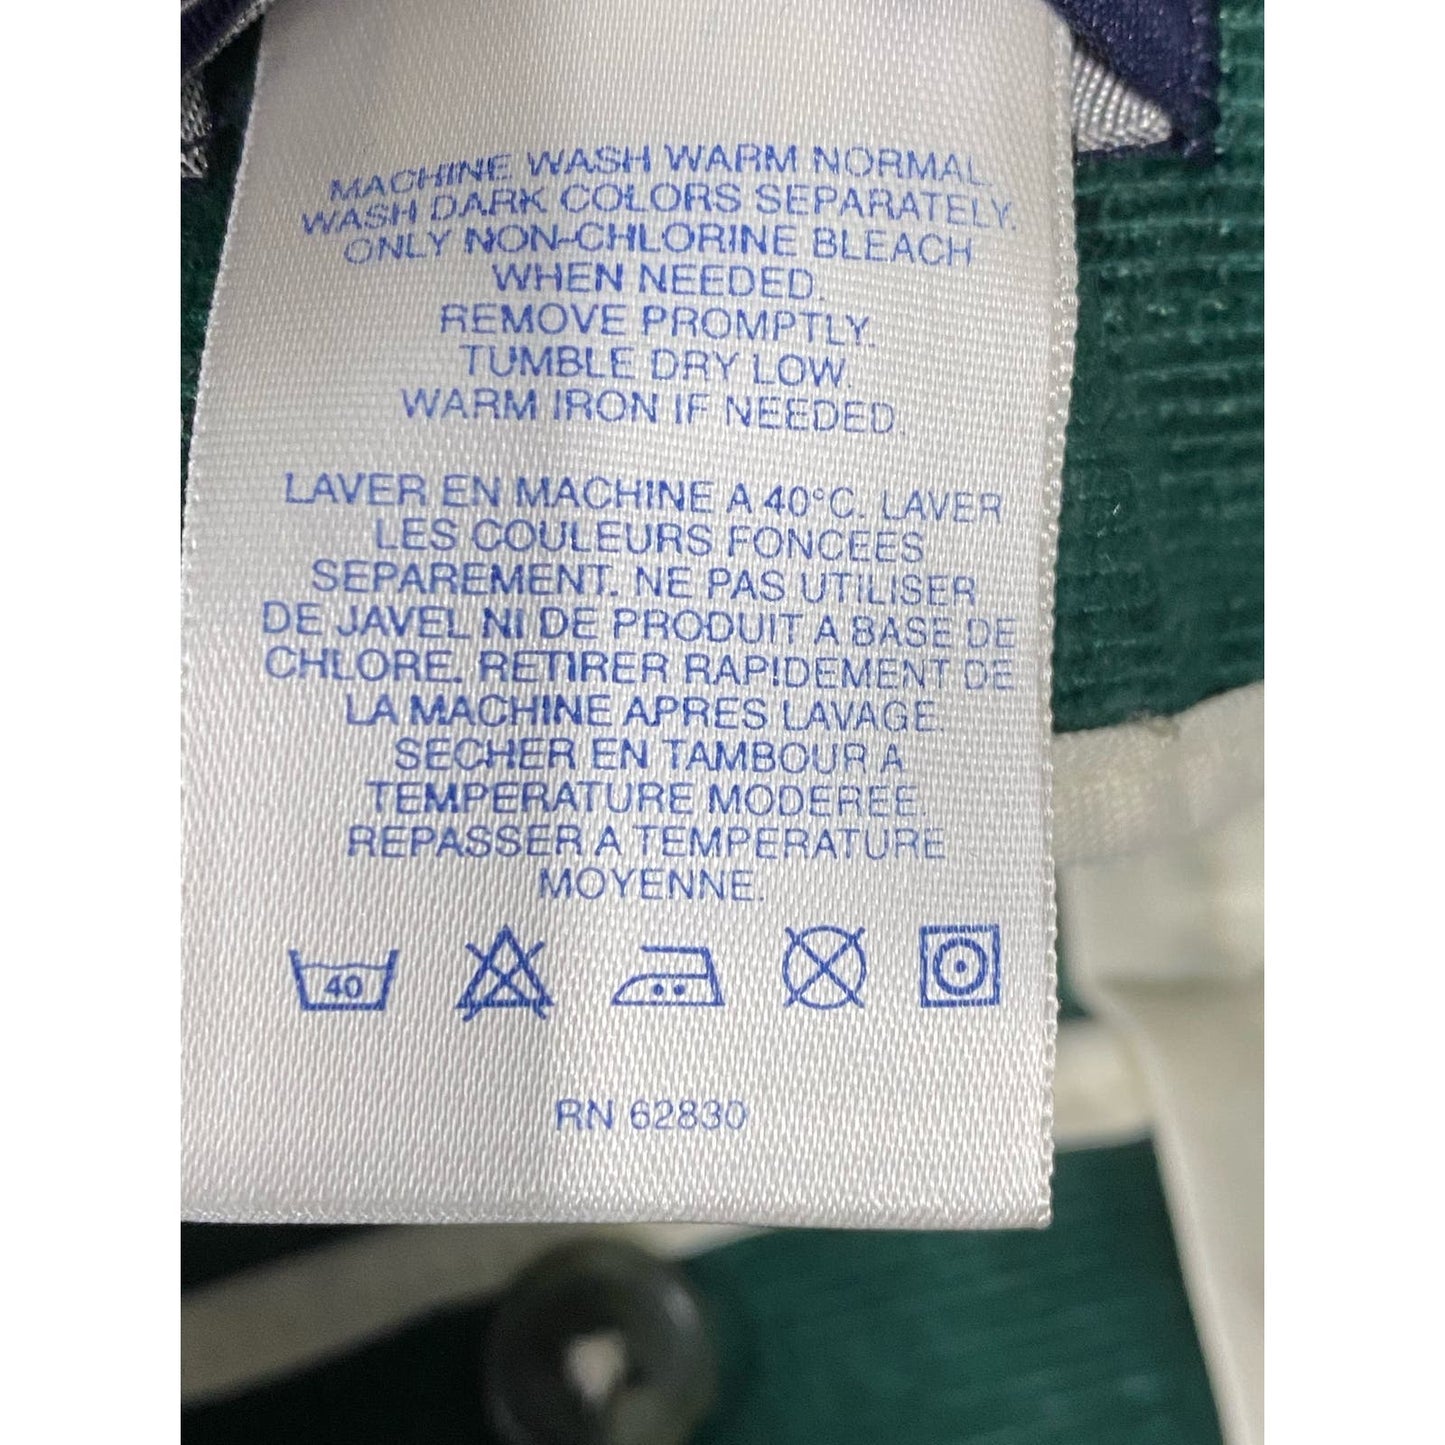 MACHINE WASH WARM NORMAL.
WASH DARK COLORS SEPARATELY.
ONLY NON-CHLORINE BLEACH
WHEN NEEDED.
REMOVE PROMPTLY.
TUMBLE DRY LOW.
WARM IRON IF NEEDED.
LAVER EN MACHINE A 40°C. LAVER
LES COULEURS FONCEES
SEPAREMENT. NE PAS UTILISER
DE JAVEL NI DE PRODUIT A BASE DE
CHLORE. RETIRER RAPIDEMENT DE
LA MACHINE APRES LAVAGE.
SECHER EN TAMBOUR A
TEMPERATURE MODEREE.
REPASSER A TEMPERATURE
MOYENNE.
40
RN 62830